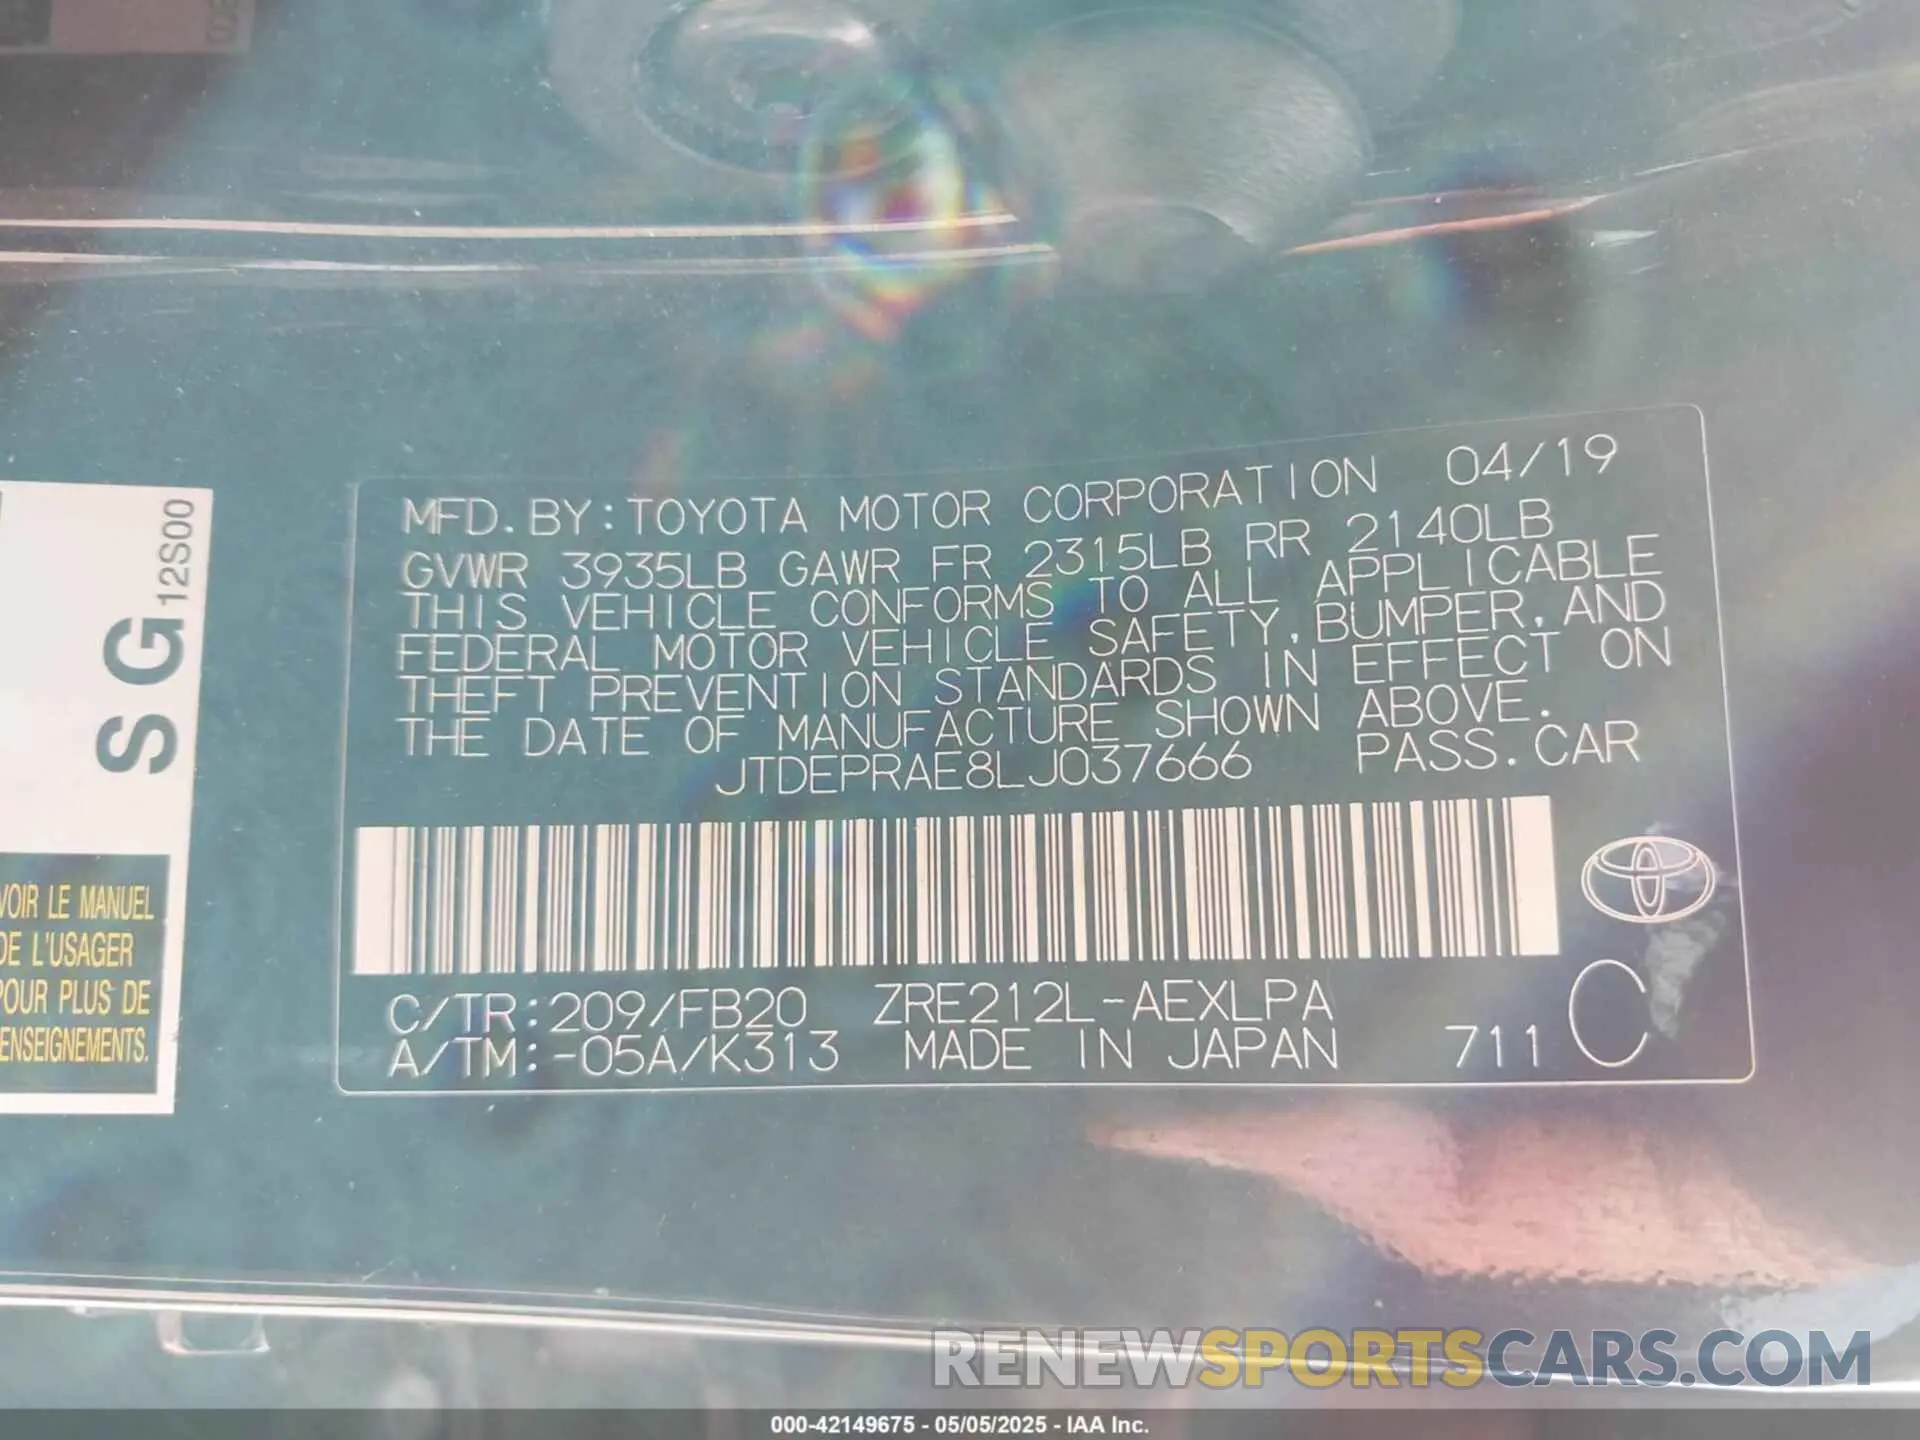 SG12S00
VOIR LE MANUEL
DE L'USAGER
POUR PLUS DE
ENSEIGNEMENTS.
MFD. BY: TOYOTA MOTOR CORPORATION 04/19
GVWR 3935LB GAWR FR 2315LB RR 2140LB
THIS VEHICLE CONFORMS TO ALL APPLICABLE
FEDERAL MOTOR VEHICLE SAFETY, BUMPER, AND
THEFT PREVENTION STANDARDS IN EFFECT ON
THE DATE OF MANUFACTURE SHOWN ABOVE.
JTDEPRAE8LJ037666 PASS. CAR
C/TR: 209/FB20 ZRE212L-AEXLPA
A/TM: -05A/K313 MADE IN JAPAN 711 C
RENEWSPORTSCARS.COM
000-42149675 - 05/05/2025 - IAA Inc.